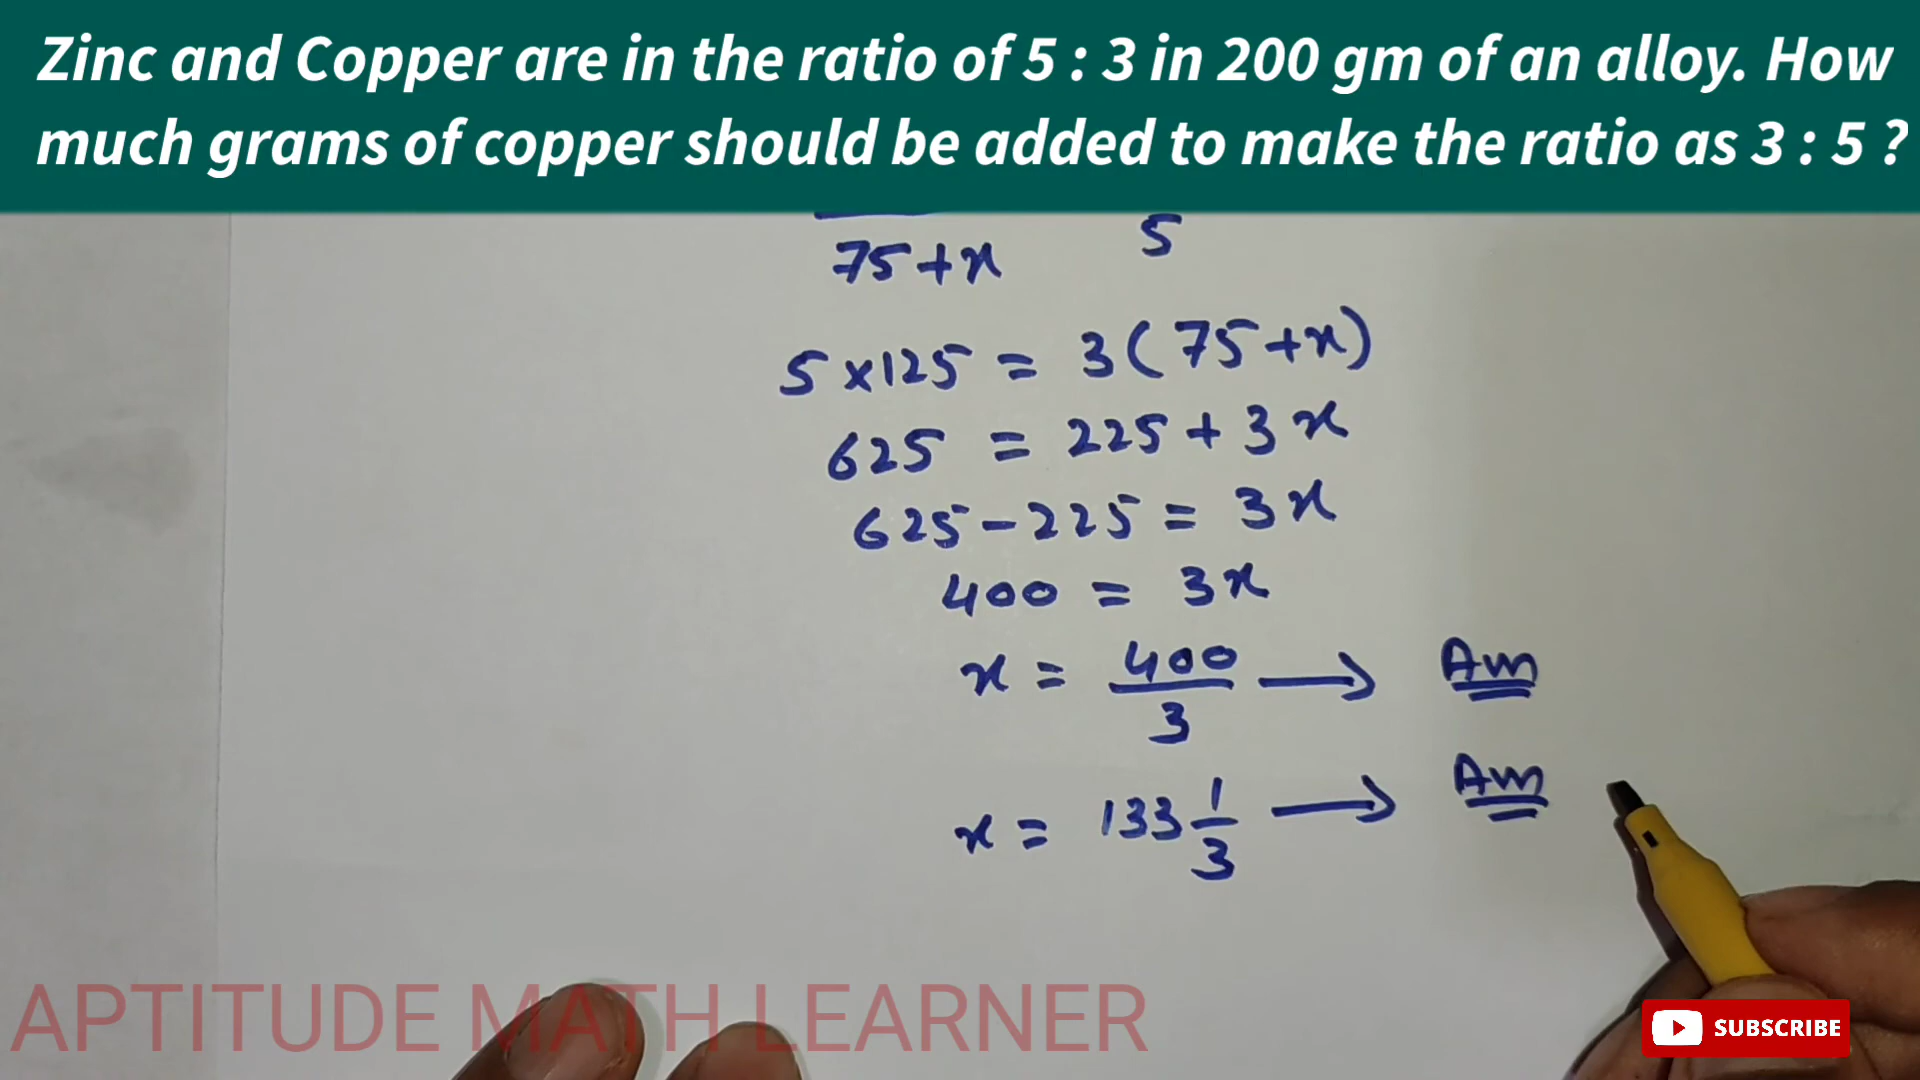 Zinc and Copper are in the ratio of 5 : 3 in 200 gm of an alloy. How
much grams of copper should be added to make the ratio as 3 : 5 ?
75+x 5
5×125 = 3(75+x)
625 = 225+3x
625-225 = 3x
400 = 3x
x = 400/3 → Ans
x = 133 1/3 → Ans
APTITUDE MATH LEARNER
SUBSCRIBE